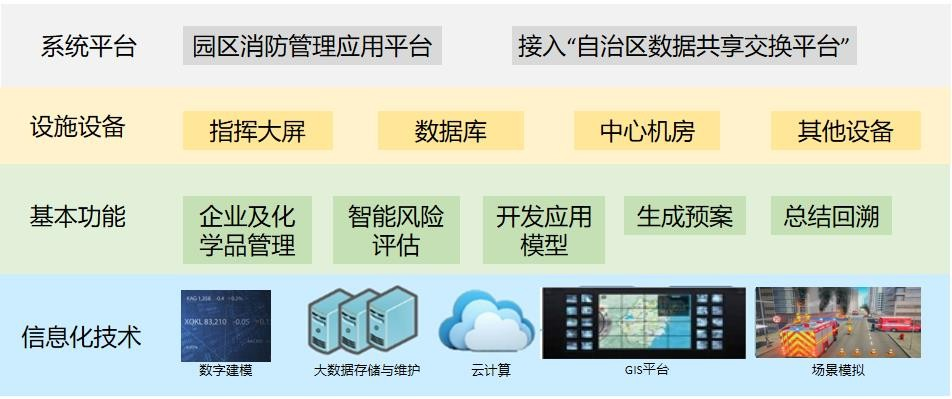 系统平台
园区消防管理应用平台
接入“自治区数据共享交换平台”
设施设备
指挥大屏
数据库
中心机房
其他设备
基本功能
企业及化
学品管理
智能风险
评估
开发应用
模型
生成预案
总结回溯
信息化技术
XQKL 83,210 -0.05
数字建模
大数据存储与维护
云计算
GIS平台
场景模拟